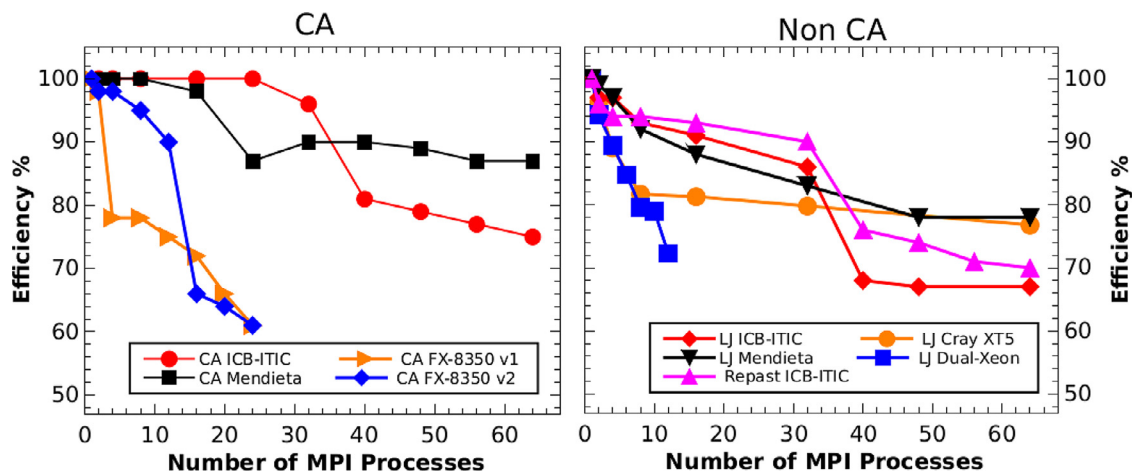 CA
Non CA
Efficiency %
100
90
80
70
60
50
0 10 20 30 40 50 60
Number of MPI Processes
CA ICB-ITIC
CA FX-8350 v1
CA Mendieta
CA FX-8350 v2
0 10 20 30 40 50 60
Number of MPI Processes
LJ ICB-ITIC
LJ Cray XT5
LJ Mendieta
LJ Dual-Xeon
Repast ICB-ITIC
100
90
80
70
60
50
Efficiency %